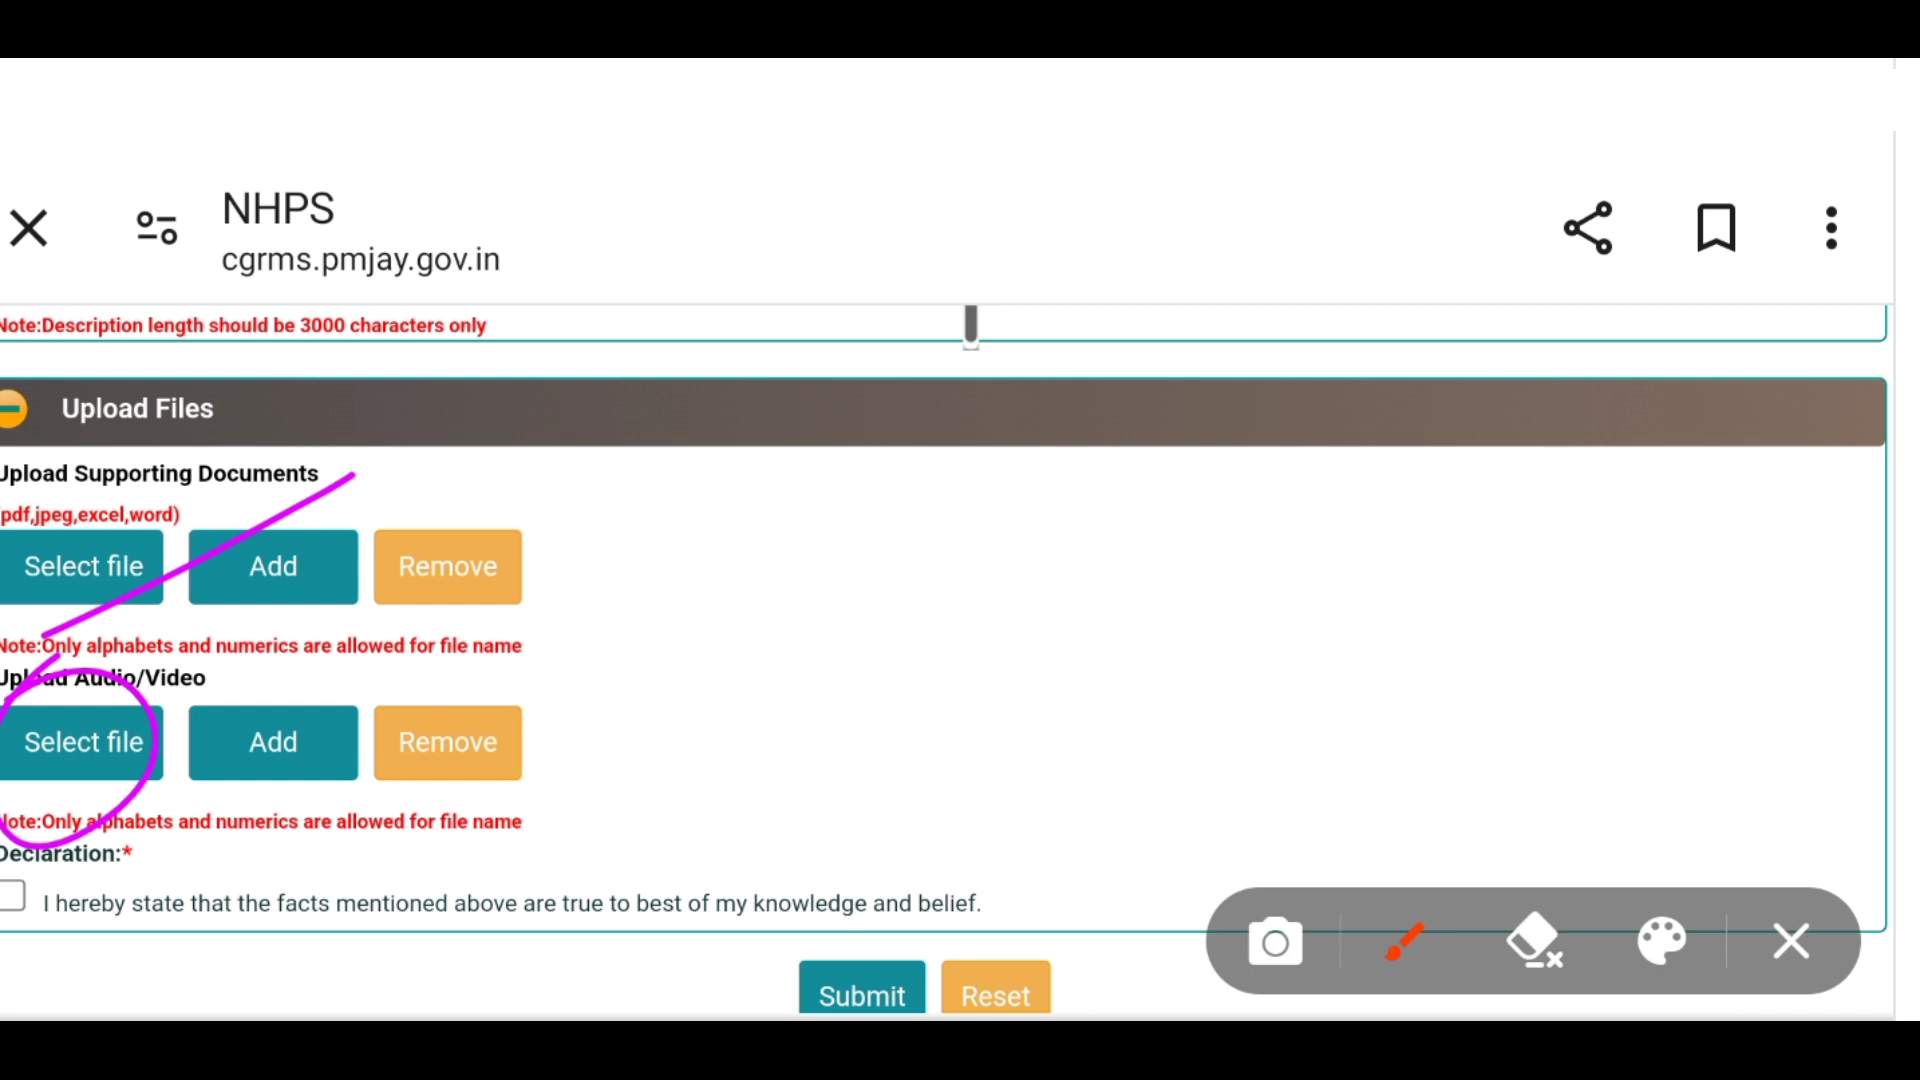 NHPS
cgrms.pmjay.gov.in
Note:Description length should be 3000 characters only
Upload Files
Upload Supporting Documents
(pdf,jpeg,excel,word)
Select file Add Remove
Note:Only alphabets and numerics are allowed for file name
Upload Audio/Video
Select file Add Remove
Note:Only alphabets and numerics are allowed for file name
Declaration:*
I hereby state that the facts mentioned above are true to best of my knowledge and belief.
Submit Reset